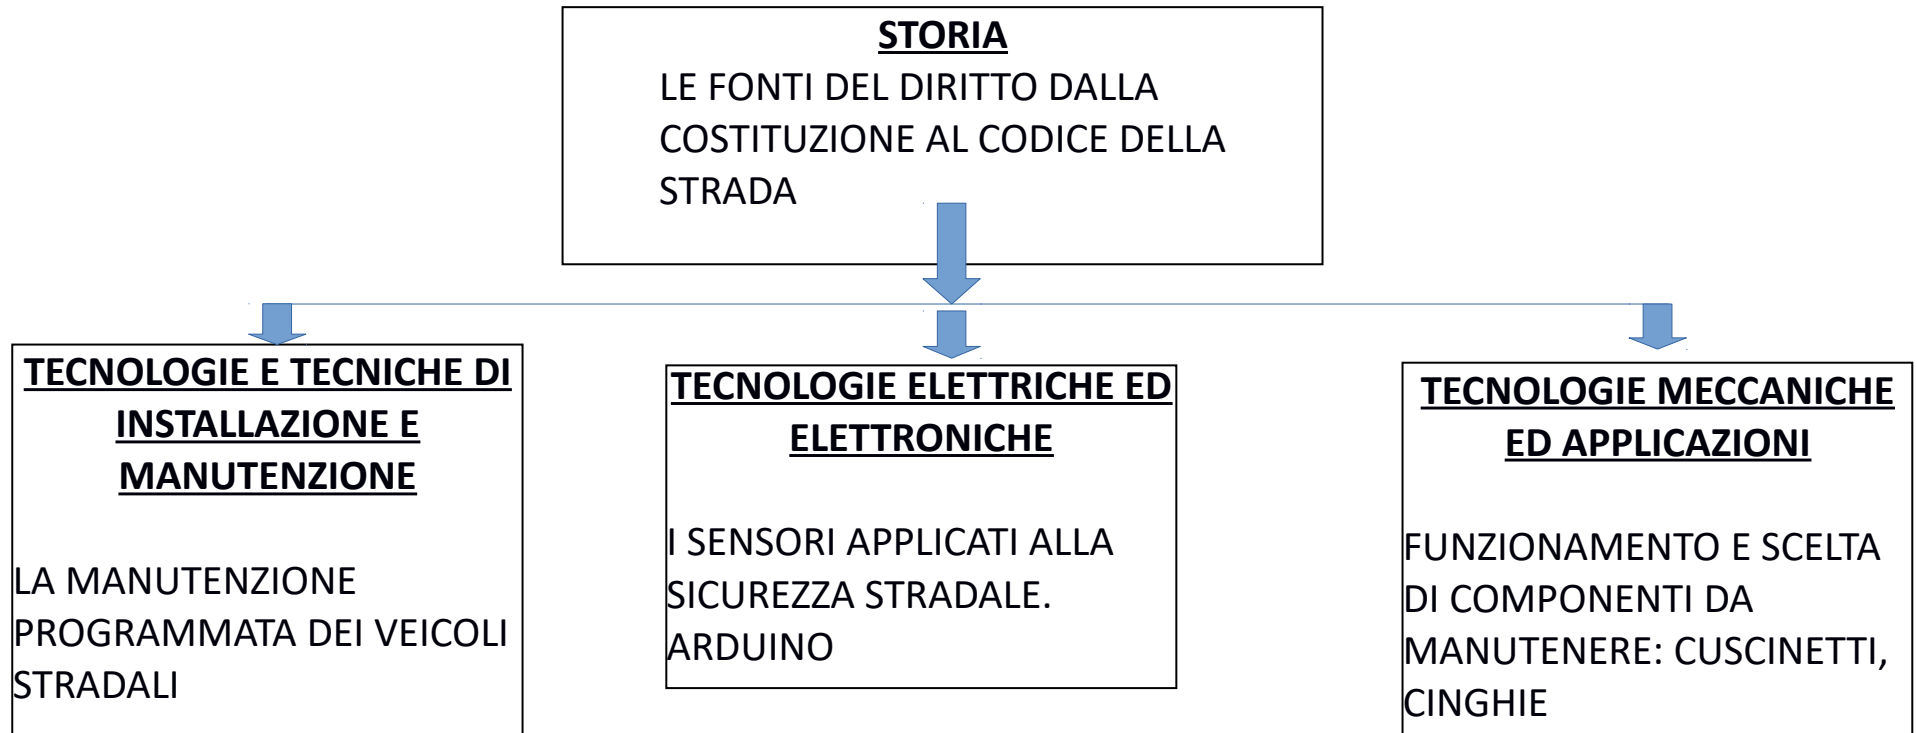 STORIA
LE FONTI DEL DIRITTO DALLA
COSTITUZIONE AL CODICE DELLA
STRADA
TECNOLOGIE E TECNICHE DI
INSTALLAZIONE E
MANUTENZIONE
LA MANUTENZIONE
PROGRAMMATA DEI VEICOLI
STRADALI
TECNOLOGIE ELETTRICHE ED
ELETTRONICHE
I SENSORI APPLICATI ALLA
SICUREZZA STRADALE.
ARDUINO
TECNOLOGIE MECCANICHE
ED APPLICAZIONI
FUNZIONAMENTO E SCELTA
DI COMPONENTI DA
MANUTENERE: CUSCINETTI,
CINGHIE